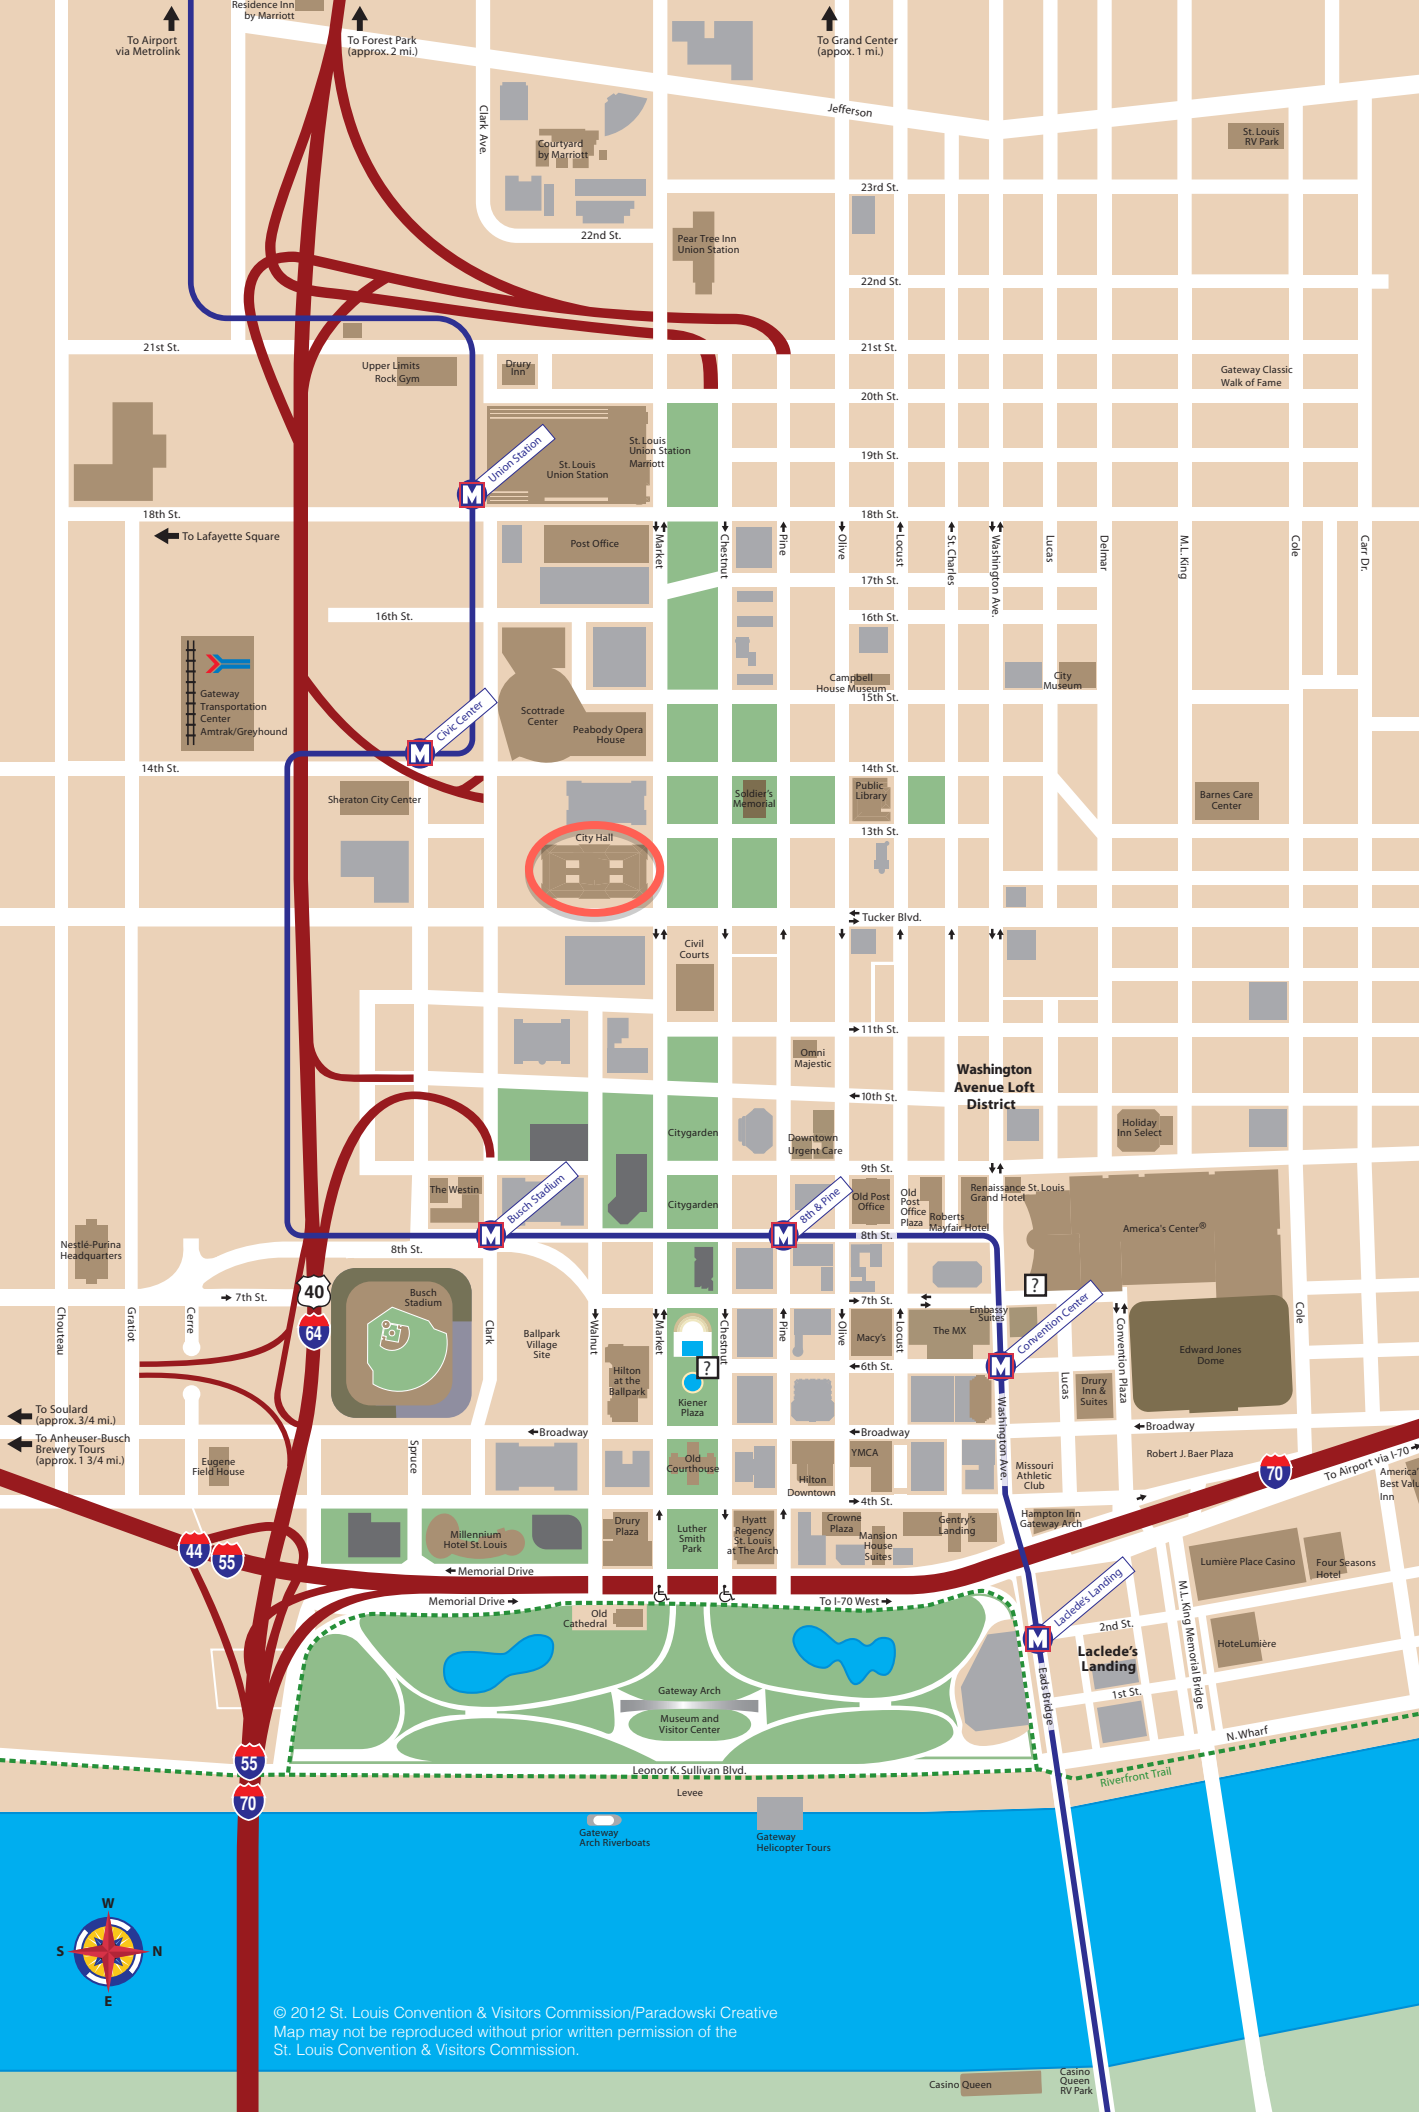 Residence Inn
by Marriott
To Airport
via Metrolink
To Forest Park
(approx. 2 mi.)
To Grand Center
(appox. 1 mi.)
Jefferson
Clark Ave.
Courtyard
by Marriott
St. Louis
RV Park
23rd St.
22nd St.
Pear Tree Inn
Union Station
22nd St.
21st St.
21st St.
Upper Limits
Rock Gym
Drury
Inn
Gateway Classic
Walk of Fame
20th St.
Union Station
St. Louis
Union Station
Marriott
St. Louis
Union Station
19th St.
M
18th St.
18th St.
To Lafayette Square
Post Office
Market
Chestnut
Pine
Olive
Locust
St. Charles
Washington Ave.
Lucas
Delmar
M.L. King
Cole
Carr Dr.
17th St.
16th St.
16th St.
Gateway
Transportation
Center
Amtrak/Greyhound
Campbell
House Museum
City
Museum
15th St.
Civic Center
M
Scottrade
Center
Peabody Opera
House
14th St.
14th St.
Sheraton City Center
Soldier's
Memorial
Public
Library
Barnes Care
Center
13th St.
City Hall
Tucker Blvd.
Civil
Courts
11th St.
Omni
Majestic
Washington
Avenue Loft
District
10th St.
Citygarden
Downtown
Urgent Care
Holiday
Inn Select
9th St.
The Westin
Busch Stadium
M
Citygarden
8th & Pine
M
Old Post
Office
Old
Post
Office
Plaza
Roberts
Mayfair Hotel
Renaissance St. Louis
Grand Hotel
America's Center®
Nestlé-Purina
Headquarters
8th St.
8th St.
?
7th St.
40
64
Busch
Stadium
7th St.
Embassy
Suites
Convention Center
M
Chouteau
Gratiot
Cerre
Clark
Ballpark
Village
Site
Walnut
Market
Chestnut
Pine
Olive
Macy's
Locust
The MX
Convention Plaza
Edward Jones
Dome
Cole
?
Hilton
at the
Ballpark
6th St.
Kiener
Plaza
Lucas
Drury
Inn &
Suites
Washington Ave.
To Soulard
(approx. 3/4 mi.)
Broadway
Broadway
Broadway
To Anheuser-Busch
Brewery Tours
(approx. 1 3/4 mi.)
Eugene
Field House
Spruce
Old
Courthouse
YMCA
Hilton
Downtown
Missouri
Athletic
Club
Robert J. Baer Plaza
70
To Airport via I-70
America's
Best Valu
Inn
4th St.
44
55
Millennium
Hotel St. Louis
Drury
Plaza
Luther
Smith
Park
Hyatt
Regency
St. Louis
at The Arch
Crowne
Plaza
Mansion
House
Suites
Gentry's
Landing
Hampton Inn
Gateway Arch
Lumière Place Casino
Four Seasons
Hotel
Memorial Drive
Memorial Drive
To I-70 West
Old
Cathedral
Laclede's Landing
M
2nd St.
Laclede's
Landing
M.L. King Memorial Bridge
HoteLumière
Eads Bridge
1st St.
Gateway Arch
Museum and
Visitor Center
N. Wharf
55
70
Leonor K. Sullivan Blvd.
Riverfront Trail
Levee
Gateway
Arch Riverboats
Gateway
Helicopter Tours
W
S
N
E
© 2012 St. Louis Convention & Visitors Commission/Paradowski Creative
Map may not be reproduced without prior written permission of the
St. Louis Convention & Visitors Commission.
Casino Queen
Casino
Queen
RV Park